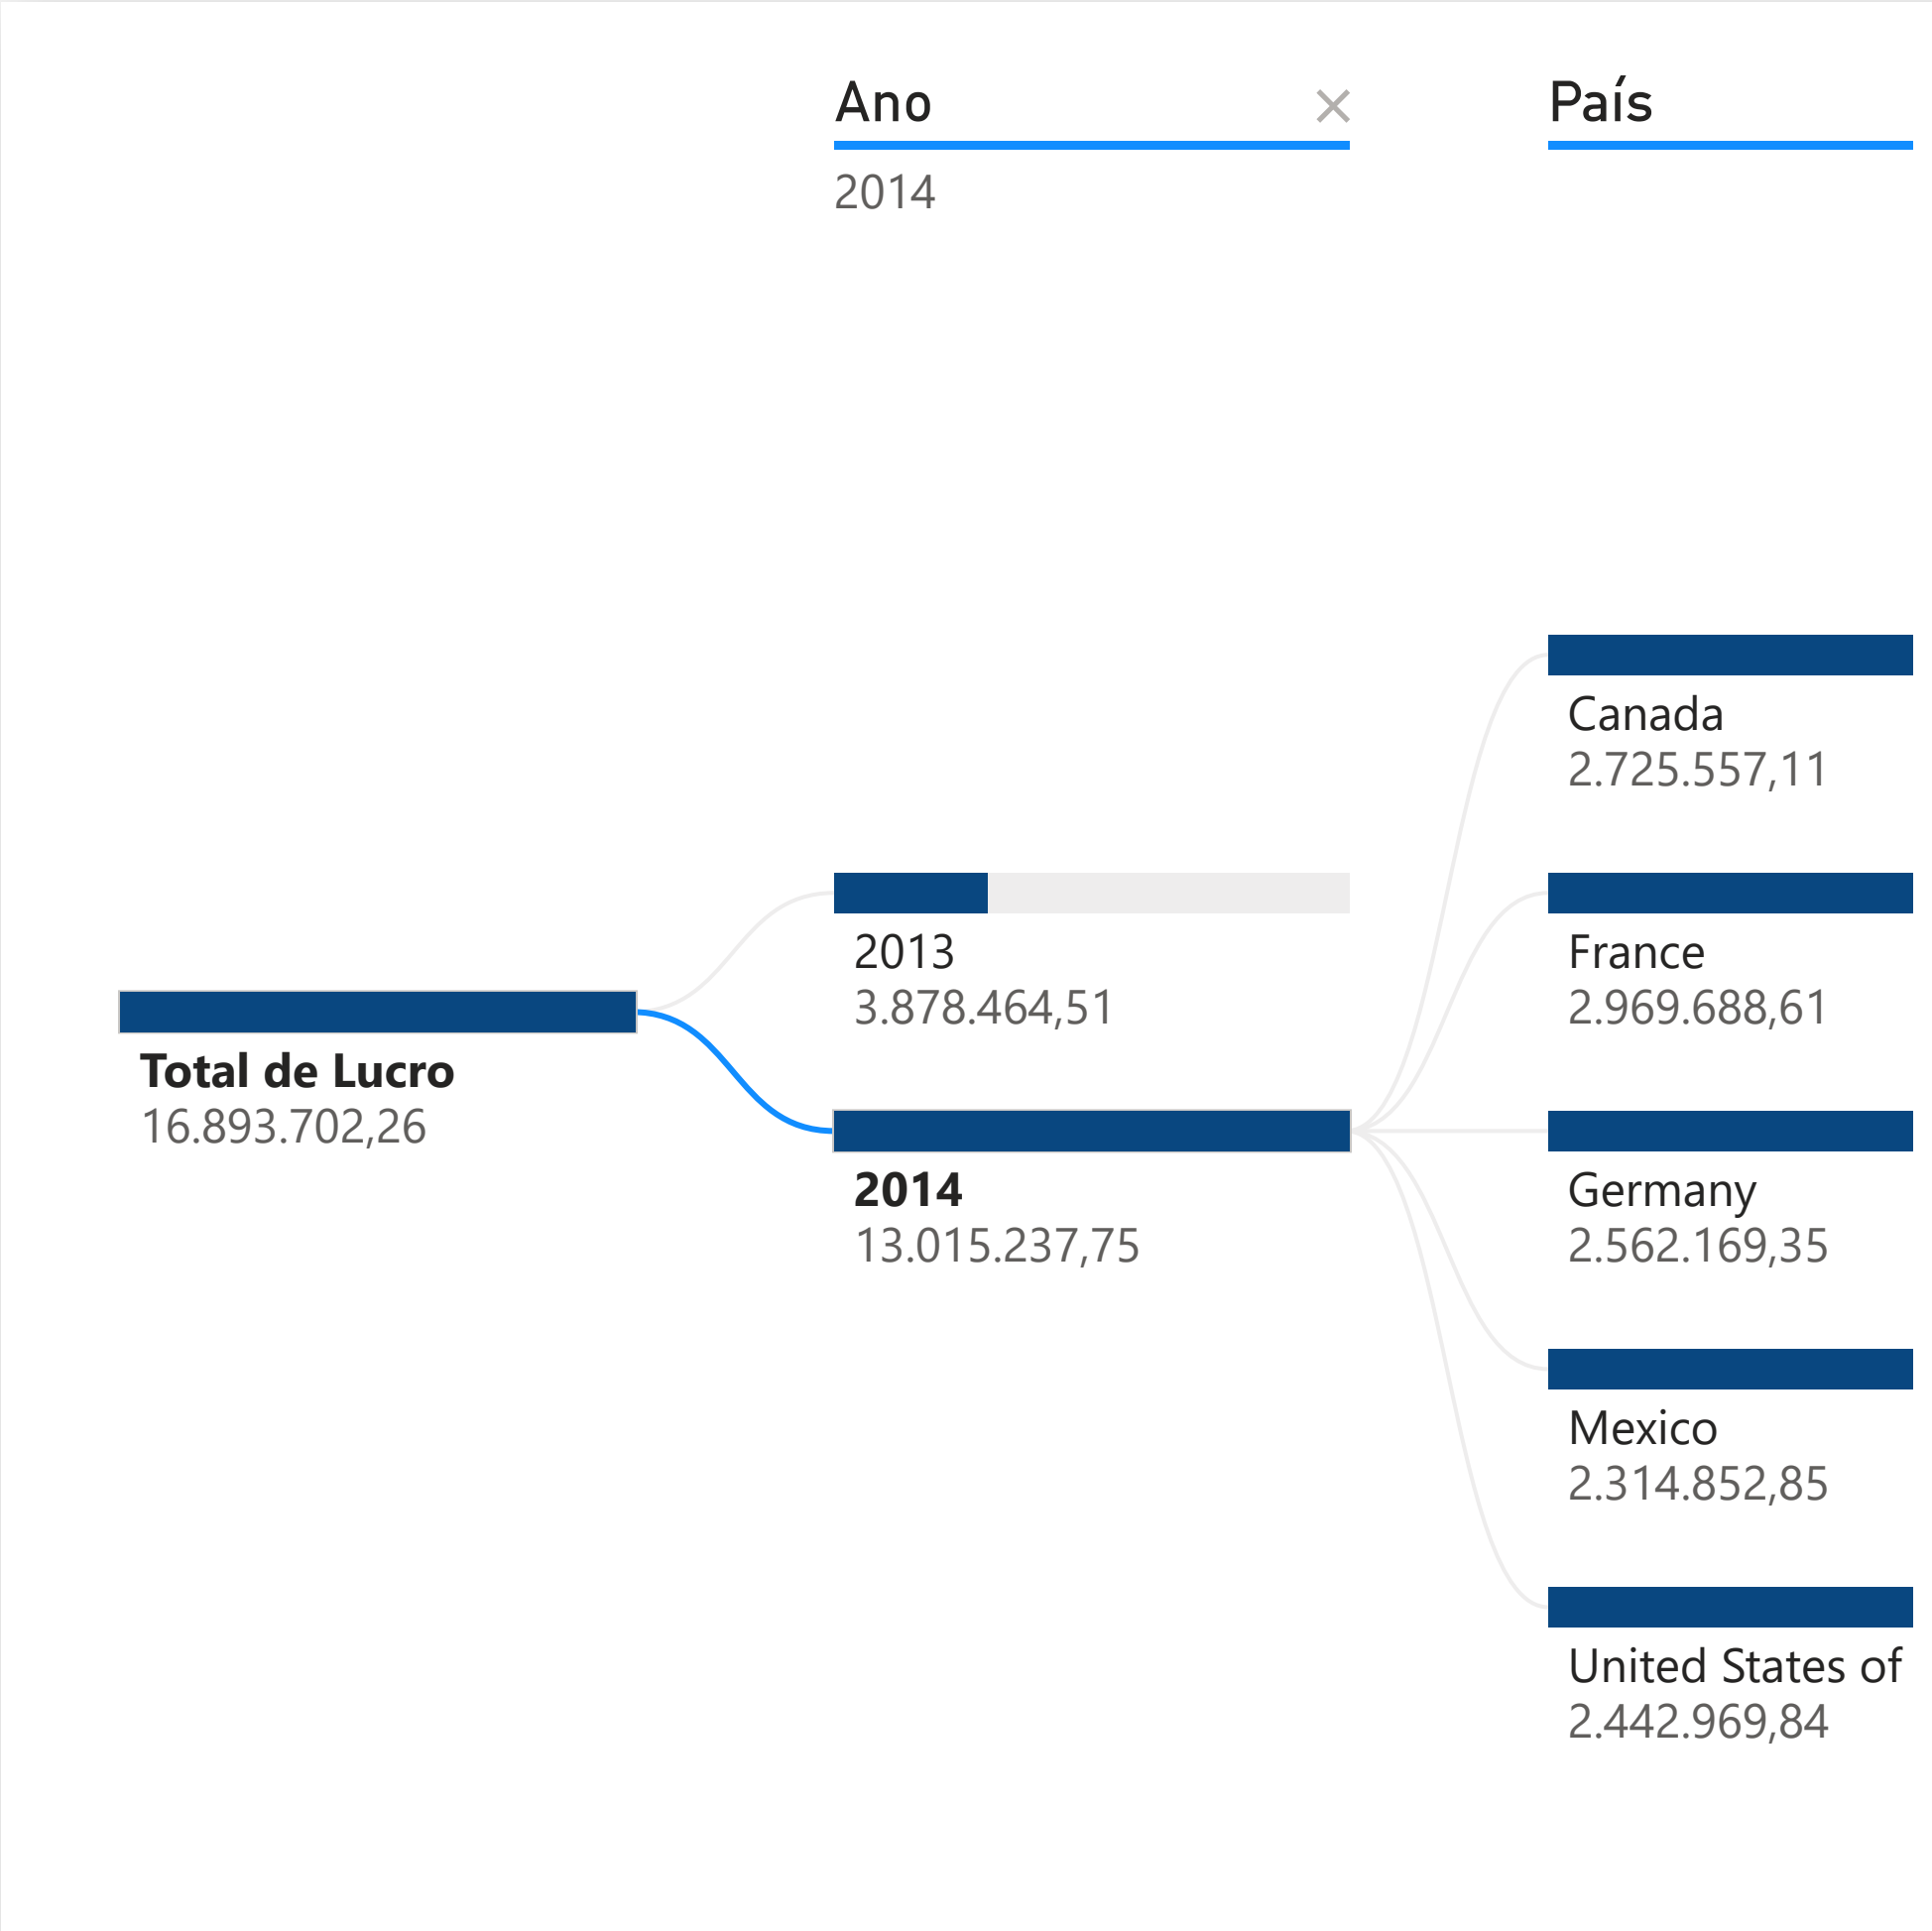 Ano
País
2014
Total de Lucro
16.893.702,26
2013
3.878.464,51
2014
13.015.237,75
Canada
2.725.557,11
France
2.969.688,61
Germany
2.562.169,35
Mexico
2.314.852,85
United States of
2.442.969,84